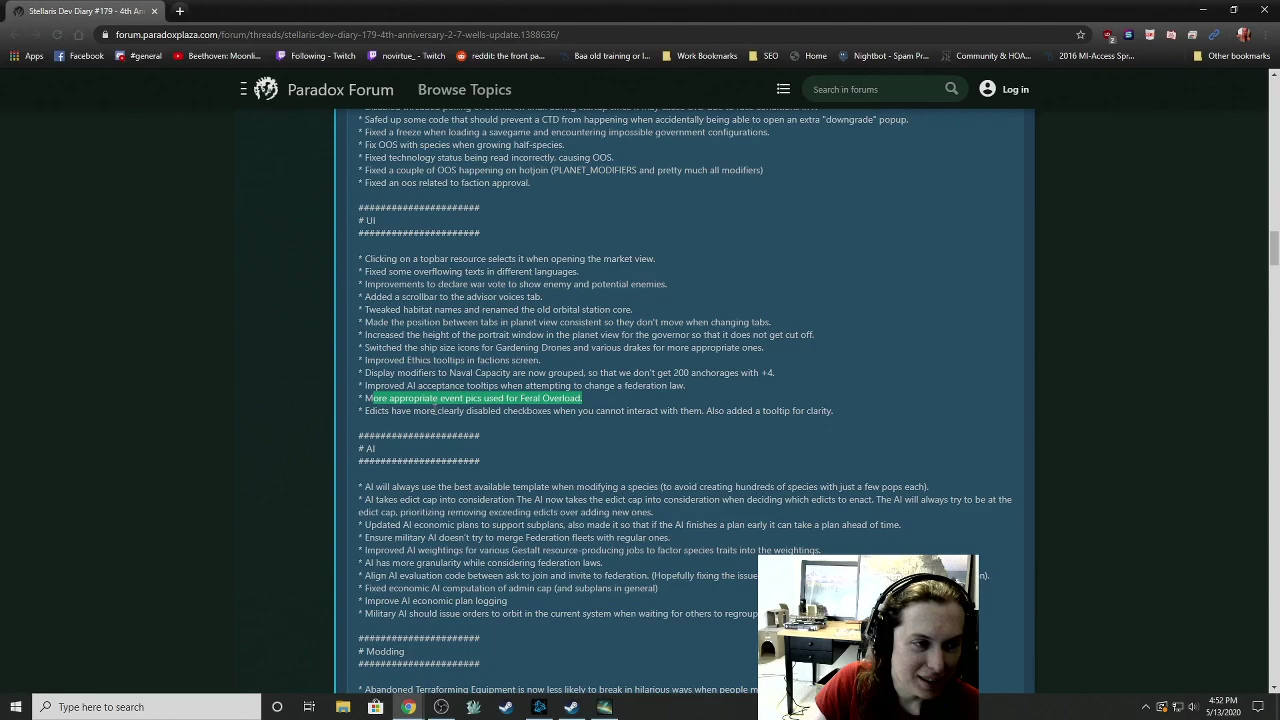 Stellaris Dev Diary #179 - 4th An
forum.paradoxplaza.com/forum/threads/stellaris-dev-diary-179-4th-anniversary-2-7-wells-update.1388596/
Apps
Facebook
(4) Imgur
Beethoven Moonli...
Following - Twitch
novirtue_ - Twitch
Potential Forums
Baa doing training or l...
Work Bookmarks
SEO
Home
Nightbot - Spam Pr...
BOA HOTD
2016 MI-Access Fun...
Other bookmarks
Paradox Forum
Browse Topics
Search in forums
Log in
* Safed up some code that should prevent a CTD from happening when accidentally being able to open an extra "downgrade" popup.
* Fixed a freeze when loading a savegame and encountering impossible government configurations.
* Fix OOS with species when growing half-species.
* Fixed technology status being read incorrectly, causing OOS.
* Fixed a couple of OOS happening on hotjoin (PLANET_MODIFIERS and pretty much all modifiers)
* Fixed an oos related to faction approval.
######################
# UI
######################
* Clicking on a topbar resource selects it when opening the market view.
* Fixed some overflowing texts in different languages.
* Improvements to declare war vote to show enemy and potential enemies.
* Added a scrollbar to the advisor voices tab.
* Tweaked habitat names and renamed the old orbital station core.
* Made the position between tabs in planet view consistent so they don't move when changing tabs.
* Increased the height of the portrait window in the planet view for the governor so that it does not get cut off.
* Switched the ship size icons for Gardening Drones and various drakes for more appropriate ones.
* Improved Ethics tooltips in factions screen.
* Display modifiers to Naval Capacity are now grouped, so that we don't get 200 anchorages with +4.
* Improved AI acceptance tooltips when attempting to change a federation law.
* More appropriate event pics used for Feral Overload.
* Edicts have more clearly disabled checkboxes when you cannot interact with them. Also added a tooltip for clarity.
######################
# AI
######################
* AI will always use the best available template when modifying a species (to avoid creating hundreds of species with just a few pops each).
* AI takes edict cap into consideration The AI now takes the edict cap into consideration when deciding which edicts to enact. The AI will always try to be at the
edict cap, prioritizing removing exceeding edicts over adding new ones.
* Updated AI economic plans to support subplans, also made it so that if the AI finishes a plan early it can take a plan ahead of time.
* Ensure military AI doesn't try to merge Federation fleets with regular ones.
* Improved AI weightings for various Gestalt resource-producing jobs to factor species traits into the weightings.
* AI has more granularity while considering federation laws.
* Align AI evaluation code between ask to join and invite to federation. (Hopefully fixing the issue n).
* Fixed economic AI computation of admin cap (and subplans in general)
* Improve AI economic plan logging
* Military AI should issue orders to orbit in the current system when waiting for others to regroup
######################
# Modding
######################
* Abandoned Terraforming Equipment is now less likely to break in hilarious ways when people m
Type here to search
4:52 PM
5/13/2020